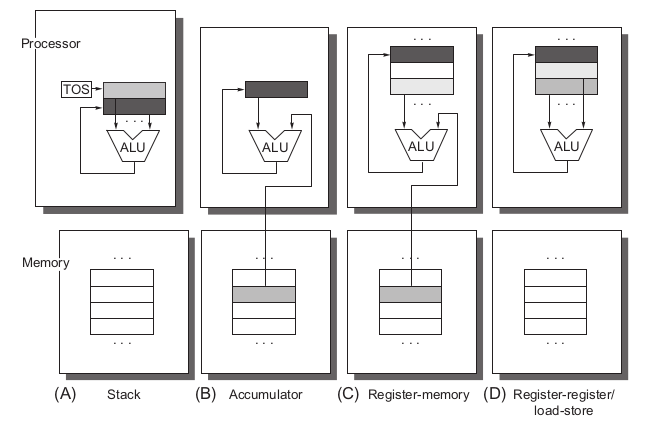 Processor
TOS
. . .
ALU
ALU
. . .
. . .
ALU
. . .
. . .
ALU
Memory
. . .
. . .
. . .
. . .
. . .
. . .
. . .
. . .
(A) Stack
(B) Accumulator
(C) Register-memory
(D) Register-register/
load-store